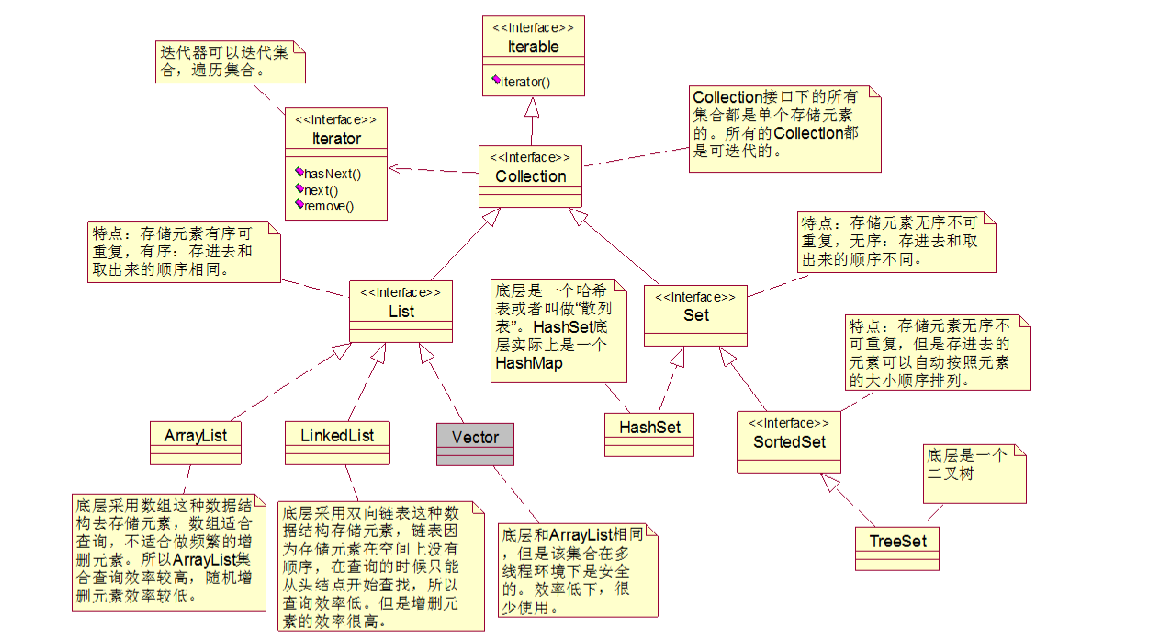 <<Interface>>
Iterable
iterator()
迭代器可以迭代集
合，遍历集合。
<<Interface>>
Iterator
hasNext()
next()
remove()
<<Interface>>
Collection
Collection接口下的所有
集合都是单个存储元素
的。所有的Collection都
是可迭代的。
特点：存储元素有序可
重复，有序：存进去和
取出来的顺序相同。
<<Interface>>
List
底层是一个哈希
表或者叫做“散列
表”。HashSet底
层实际上是一个
HashMap
<<Interface>>
Set
特点：存储元素无序不可
重复，无序：存进去和取
出来的顺序不同。
特点：存储元素无序不
可重复，但是存进去的
元素可以自动按照元素
的大小顺序排列。
ArrayList
LinkedList
Vector
HashSet
<<Interface>>
SortedSet
底层是一个
二叉树
TreeSet
底层采用数组这种数据结
构去存储元素，数组适合
查询，不适合做频繁的增
删元素。所以ArrayList集
合查询效率较高，随机增
删元素效率较低。
底层采用双向链表这种数
据结构存储元素，链表因
为存储元素在空间上没有
顺序，在查询的时候只能
从头结点开始查找，所以
查询效率低。但是增删元
素的效率很高。
底层和ArrayList相同
，但是该集合在多
线程环境下是安全
的。效率低下，很
少使用。